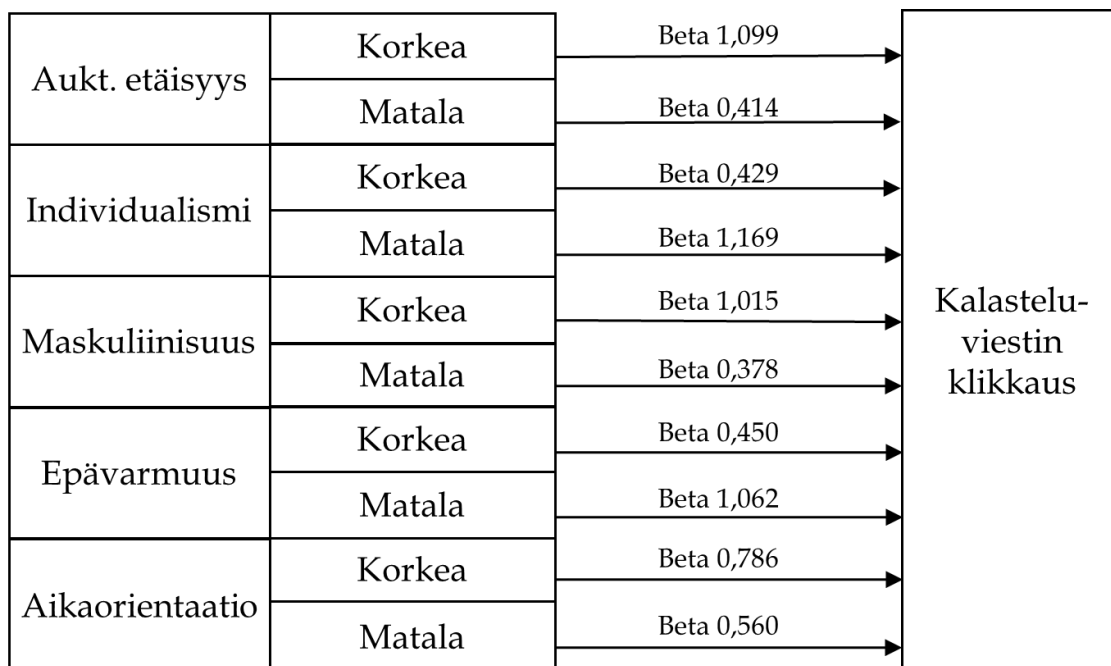 Aukt. etäisyys
Korkea
Beta 1,099
Matala
Beta 0,414
Individualismi
Korkea
Beta 0,429
Matala
Beta 1,169
Maskuliinisuus
Korkea
Beta 1,015
Matala
Beta 0,378
Epävarmuus
Korkea
Beta 0,450
Matala
Beta 1,062
Aikaorientaatio
Korkea
Beta 0,786
Matala
Beta 0,560
Kalastelu-
viestin
klikkaus